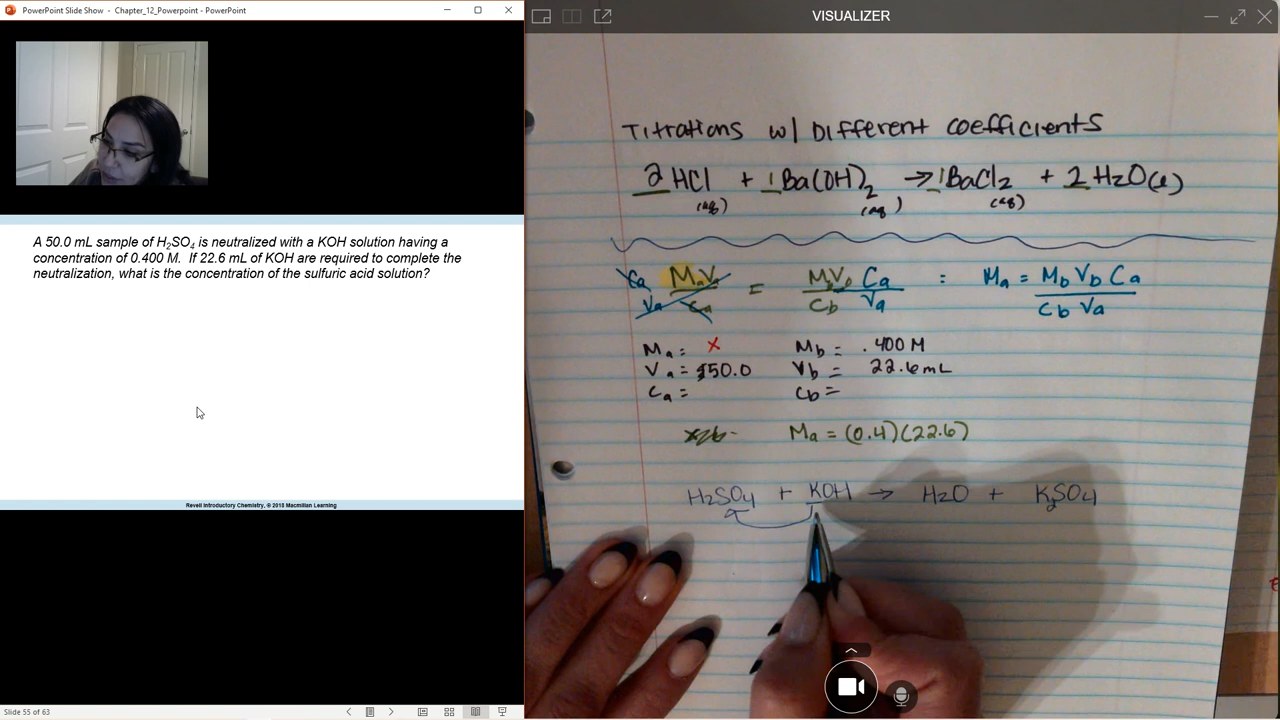 PowerPoint Slide Show - Chapter_12_Powerpoint - PowerPoint
A 50.0 mL sample of H2SO4 is neutralized with a KOH solution having a
concentration of 0.400 M. If 22.6 mL of KOH are required to complete the
neutralization, what is the concentration of the sulfuric acid solution?
Revell Introductory Chemistry, © 2018 Macmillan Learning
Slide 55 of 63
VISUALIZER
Titrations w/ Different coefficients
2 HCl + 1 Ba(OH)2 → 1 BaCl2 + 2 H2O(l)
(aq) (aq) (aq)
Ca MaVa = MbVb Ca : Ma = Mb Vb Ca
Va Ca Cb Va Cb Va
Ma = x Mb = .400 M
Va = 50.0 Vb = 22.6 mL
Ca = Cb =
Ma = (0.4)(22.6)
H2SO4 + KOH → H2O + K2SO4